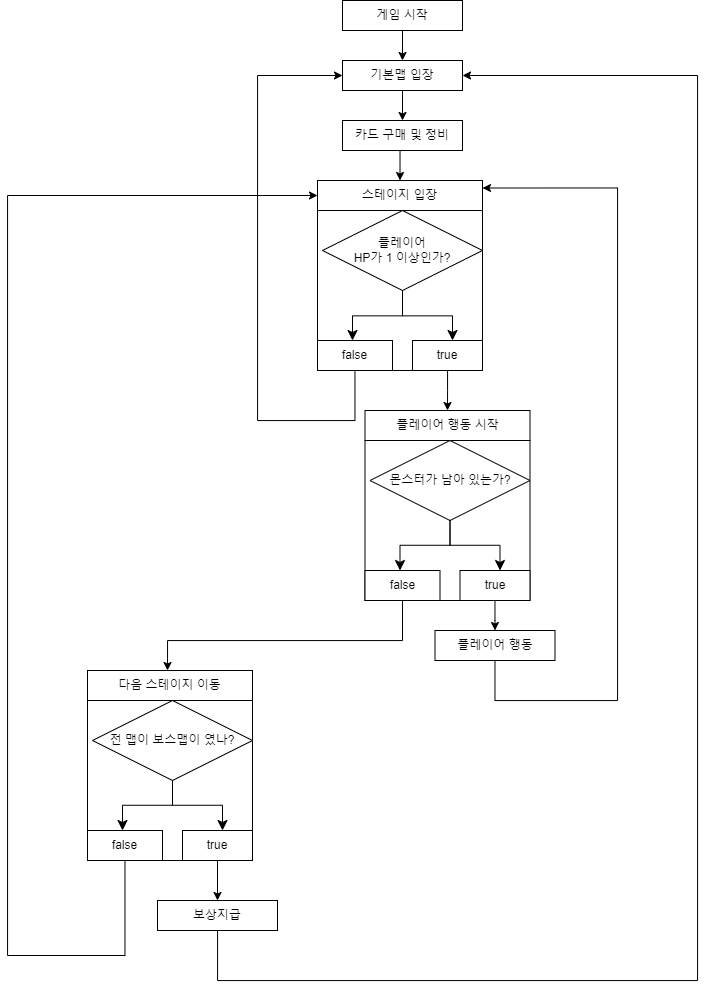 게임 시작
기본맵 입장
카드 구매 및 정비
스테이지 입장
플레이어
HP가 1 이상인가?
false
true
플레이어 행동 시작
몬스터가 남아 있는가?
false
true
플레이어 행동
다음 스테이지 이동
전 맵이 보스맵이 였나?
false
true
보상지급